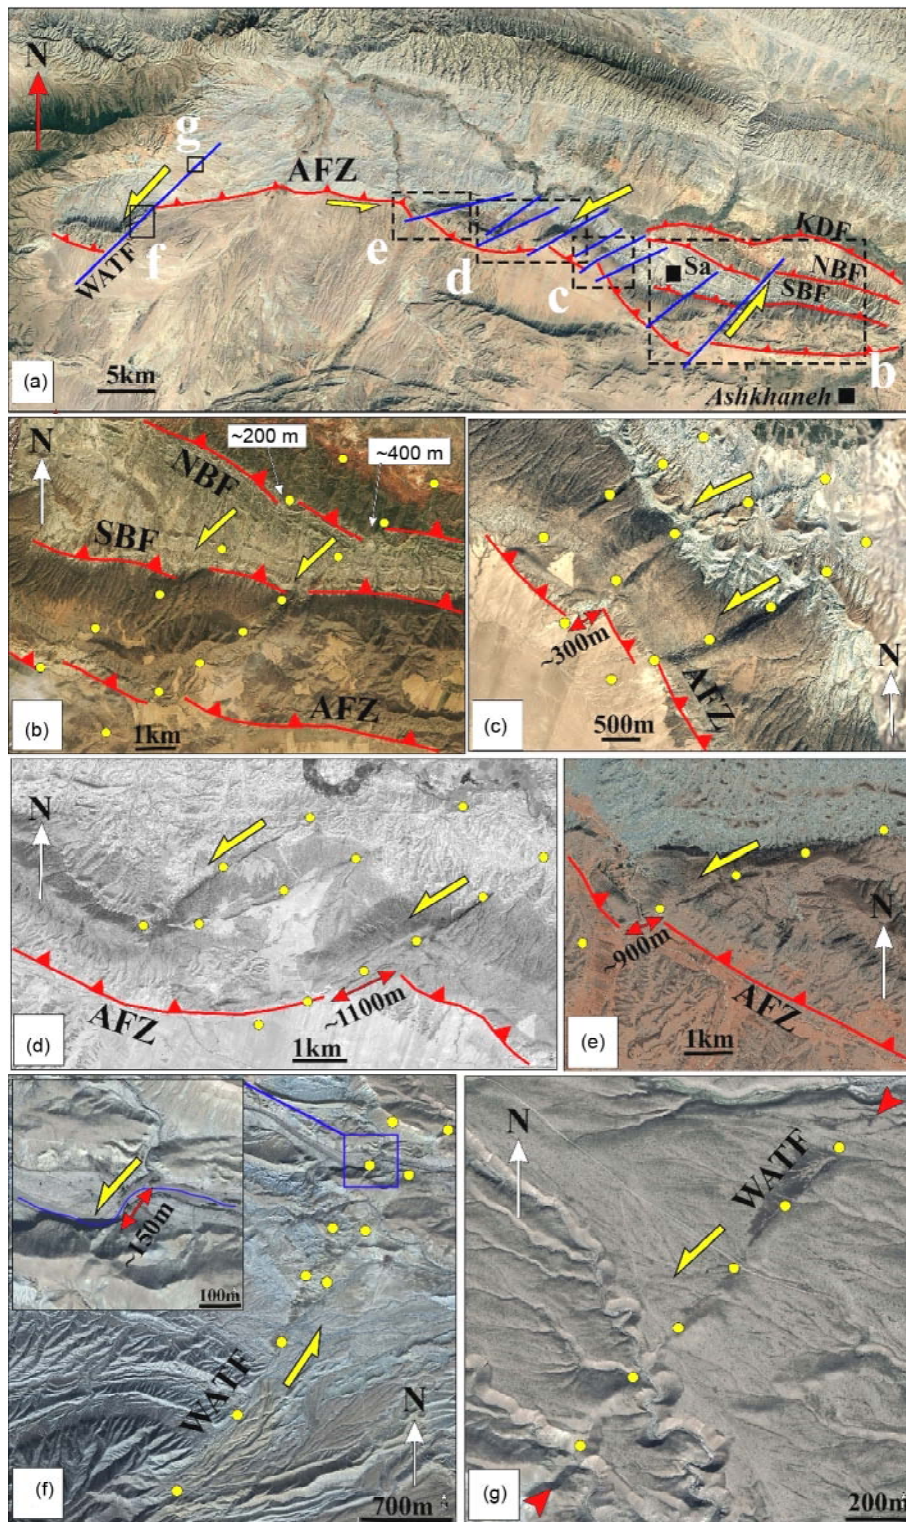 N
g
AFZ
WATF
f
e
d
c
KDF
NBF
Sa
SBF
b
(a)
5km
Ashkhaneh
N
~200 m
~400 m
NBF
SBF
AFZ
(b)
1km
N
~300m
AFZ
(c)
500m
N
AFZ
~1100m
(d)
1km
N
~900m
AFZ
(e)
1km
~150m
100m
WATF
N
(f)
700m
N
WATF
(g)
200m